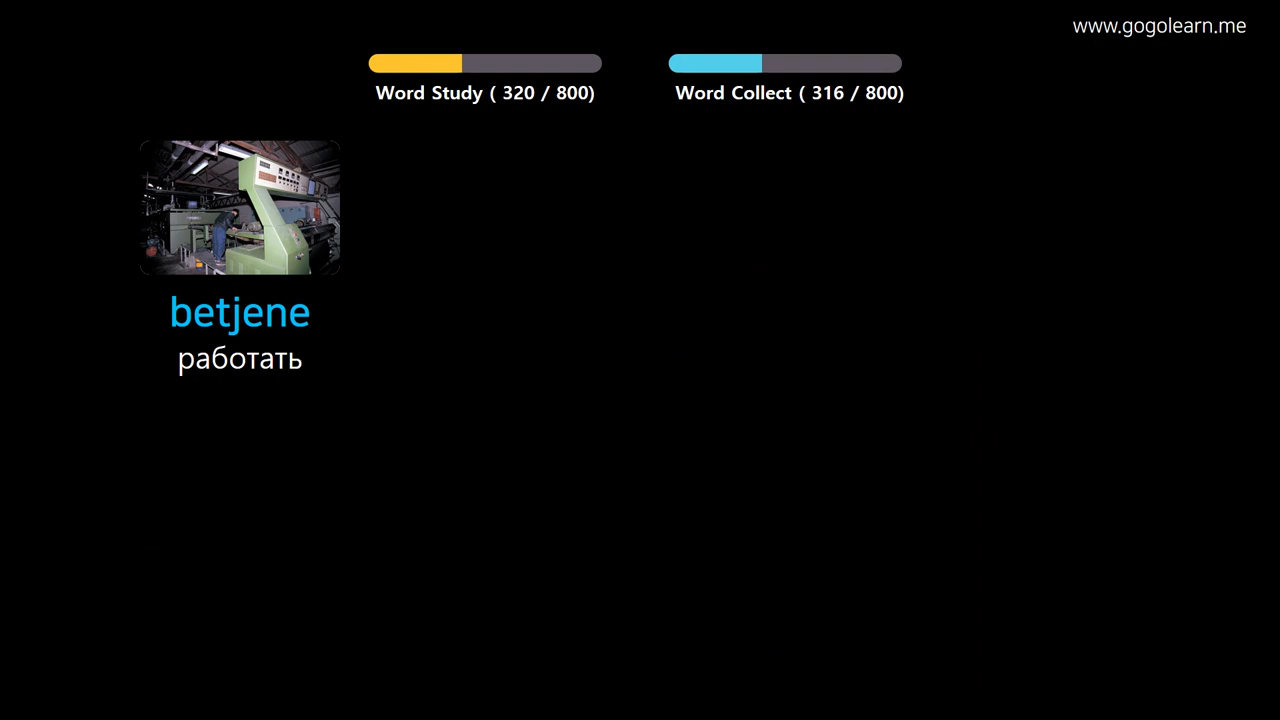 www.gogolearn.me
Word Study ( 320 / 800)
Word Collect ( 316 / 800)
betjene
работать